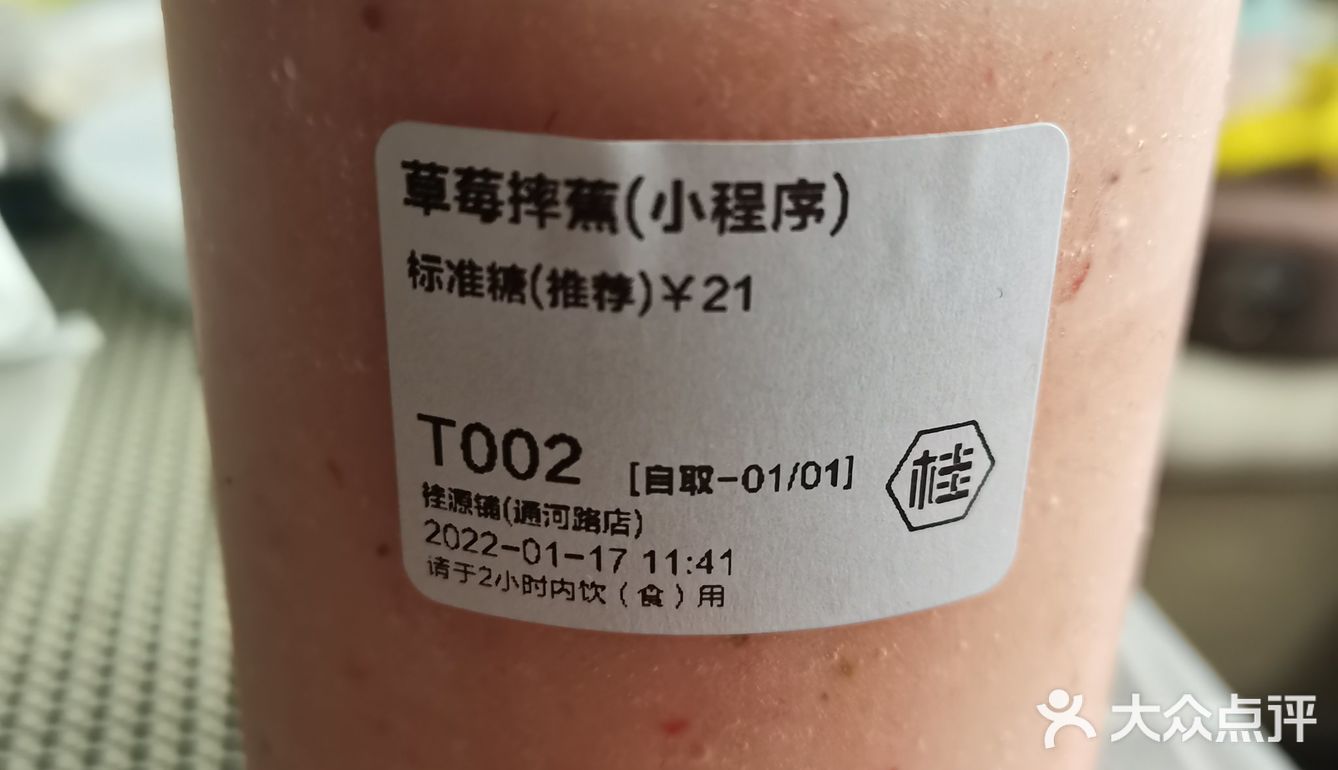 草莓摔蕉(小程序)
标准糖(推荐)￥21
T002 [自取-01/01]
桂
桂源铺(通河路店)
2022-01-17 11:41
请于2小时内饮（食）用
大众点评